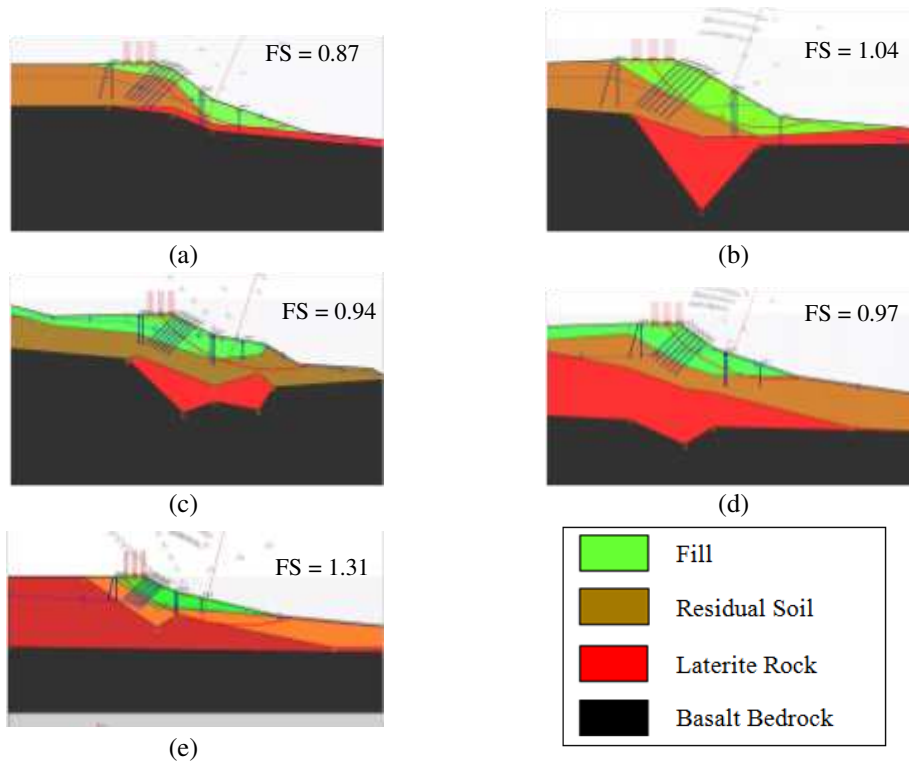 FS = 0.87
FS = 1.04
(a)
(b)
FS = 0.94
FS = 0.97
(c)
(d)
FS = 1.31
Fill
Residual Soil
Laterite Rock
Basalt Bedrock
(e)